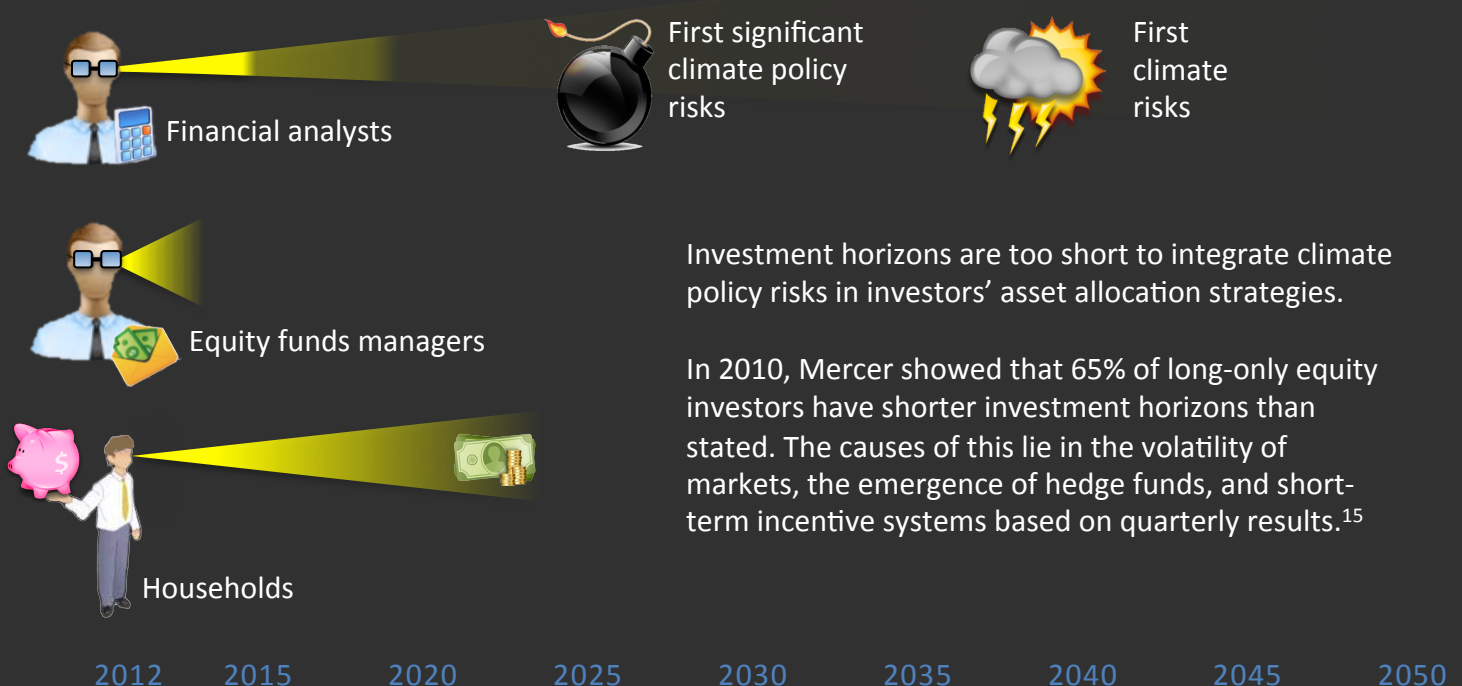 First significant
climate policy
risks
First
climate
risks
Financial analysts
Equity funds managers
Investment horizons are too short to integrate climate
policy risks in investors’ asset allocation strategies.
In 2010, Mercer showed that 65% of long-only equity
investors have shorter investment horizons than
stated. The causes of this lie in the volatility of
markets, the emergence of hedge funds, and short-
term incentive systems based on quarterly results.15
$
Households
2012 2015 2020 2025 2030 2035 2040 2045 2050